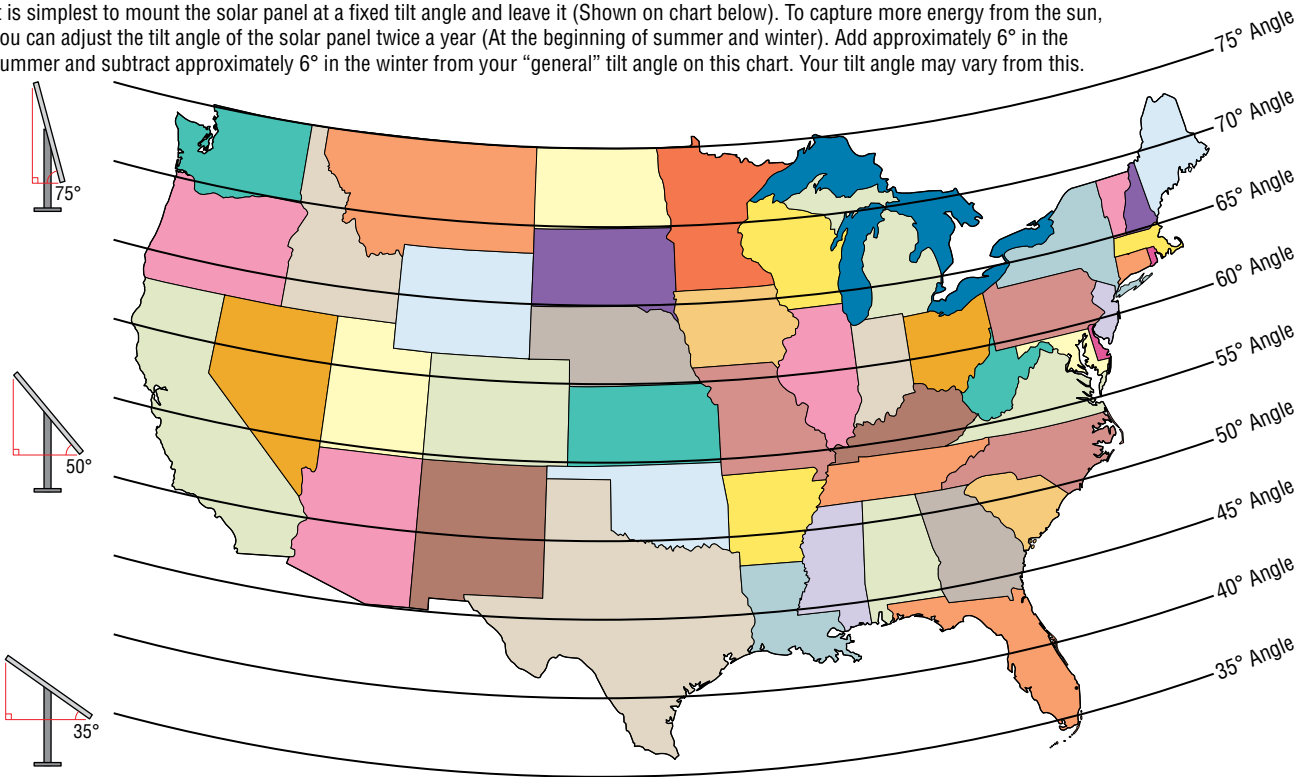 t is simplest to mount the solar panel at a fixed tilt angle and leave it (Shown on chart below). To capture more energy from the sun,
ou can adjust the tilt angle of the solar panel twice a year (At the beginning of summer and winter). Add approximately 6° in the
ummer and subtract approximately 6° in the winter from your “general” tilt angle on this chart. Your tilt angle may vary from this.
75° Angle
70° Angle
75°
65° Angle
60° Angle
55° Angle
50° Angle
50°
45° Angle
40° Angle
35° Angle
35°